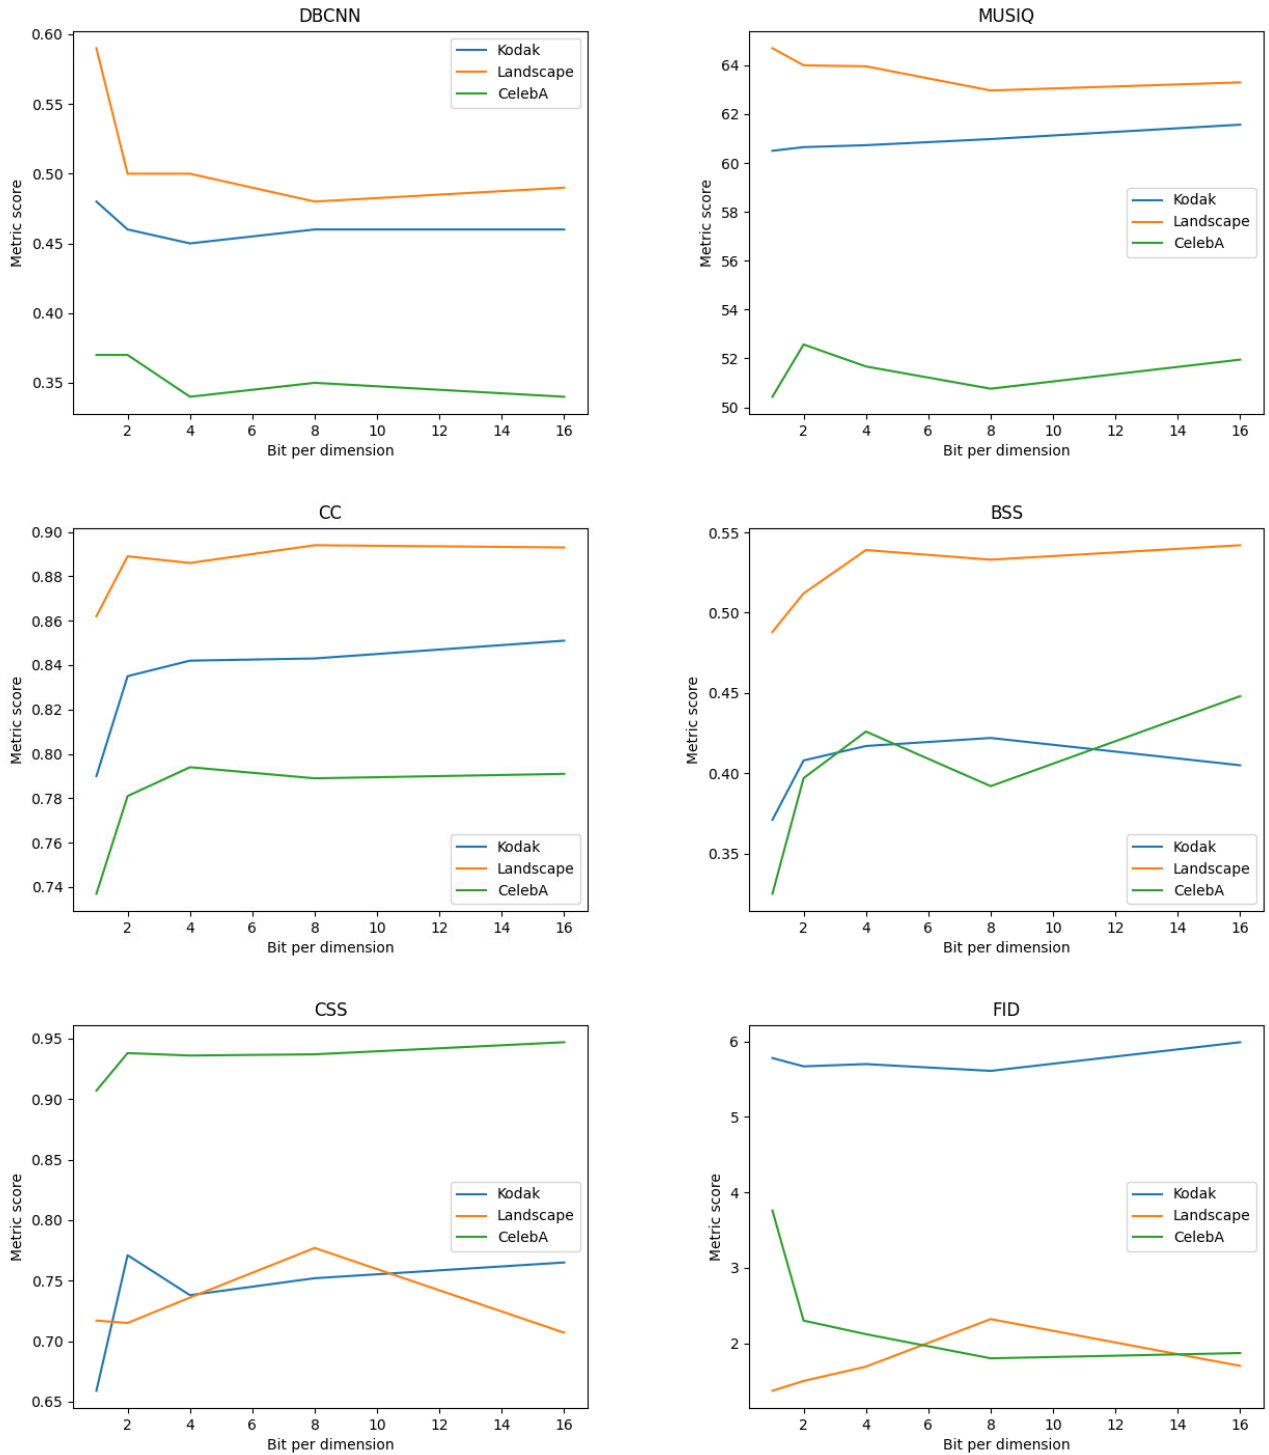 DBCNN
0.60
0.55
0.50
0.45
0.40
0.35
Metric score
Kodak
Landscape
CelebA
2 4 6 8 10 12 14 16
Bit per dimension
MUSIQ
64
62
60
58
56
54
52
50
Metric score
Kodak
Landscape
CelebA
2 4 6 8 10 12 14 16
Bit per dimension
CC
0.90
0.88
0.86
0.84
0.82
0.80
0.78
0.76
0.74
Metric score
Kodak
Landscape
CelebA
2 4 6 8 10 12 14 16
Bit per dimension
BSS
0.55
0.50
0.45
0.40
0.35
Metric score
Kodak
Landscape
CelebA
2 4 6 8 10 12 14 16
Bit per dimension
CSS
0.95
0.90
0.85
0.80
0.75
0.70
0.65
Metric score
Kodak
Landscape
CelebA
2 4 6 8 10 12 14 16
Bit per dimension
FID
6
5
4
3
2
Metric score
Kodak
Landscape
CelebA
2 4 6 8 10 12 14 16
Bit per dimension